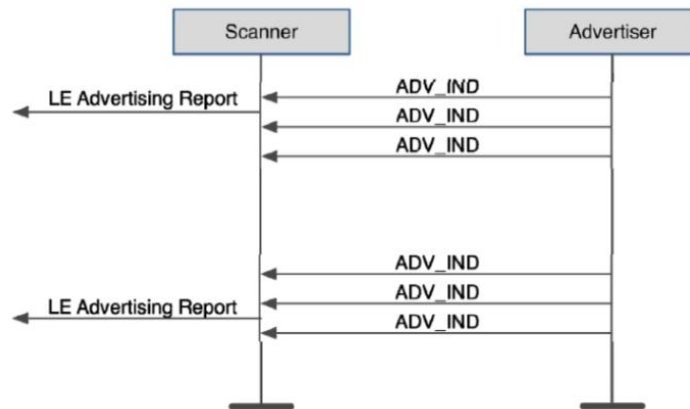 Scanner
Advertiser
ADV_IND
LE Advertising Report
ADV_IND
ADV_IND
ADV_IND
ADV_IND
LE Advertising Report
ADV_IND